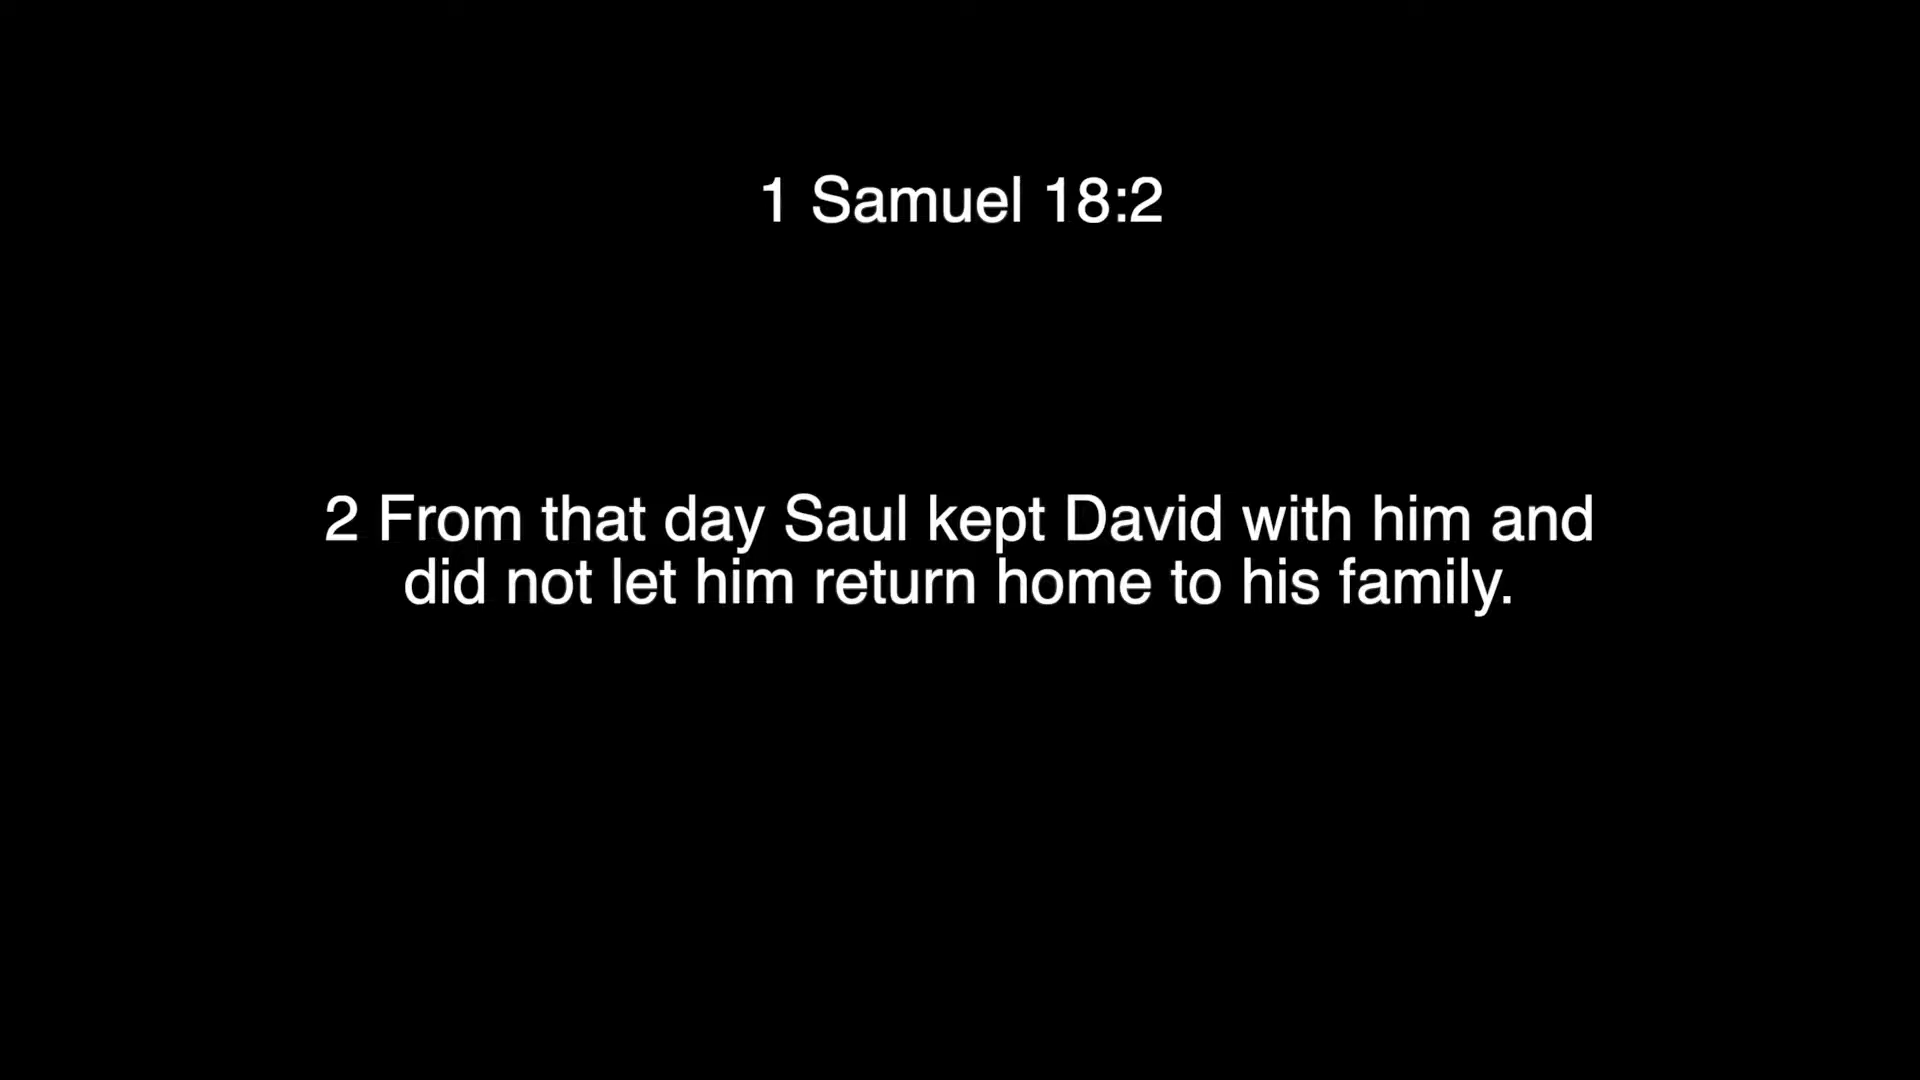 1 Samuel 18:2
2 From that day Saul kept David with him and
did not let him return home to his family.